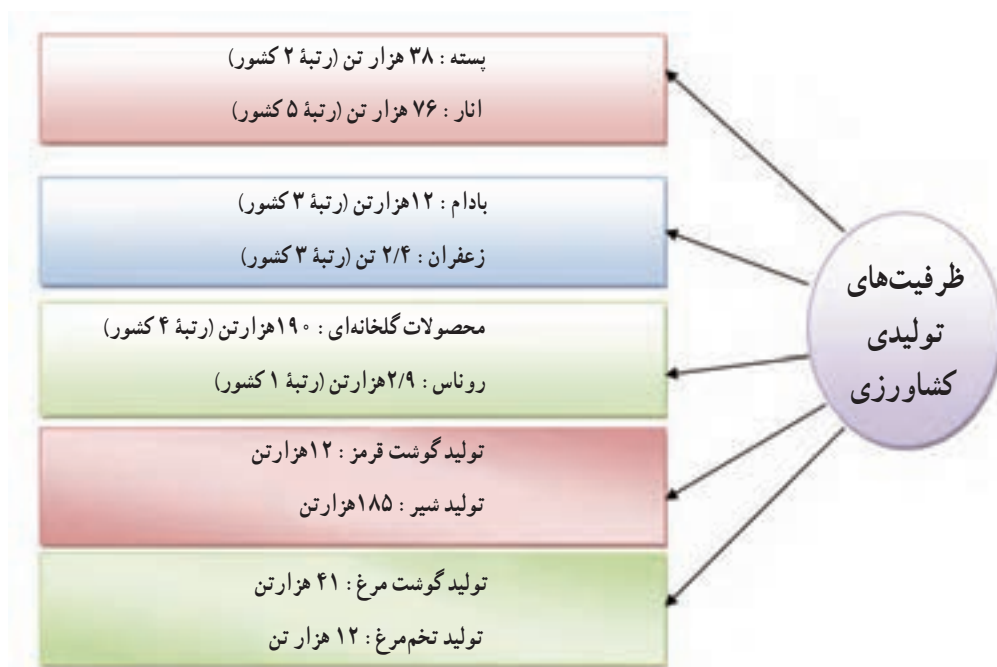 ظرفیت‌های
تولیدی
کشاورزی
پسته : ۳۸ هزار تن (رتبهٔ ۲ کشور)
انار : ۷۶ هزار تن (رتبهٔ ۵ کشور)
بادام : ۱۲هزارتن (رتبهٔ ۳ کشور)
زعفران : ۲/۴ تن (رتبهٔ ۳ کشور)
محصولات گلخانه‌ای : ۱۹۰هزارتن (رتبهٔ ۴ کشور)
روناس : ۲/۹هزارتن (رتبهٔ ۱ کشور)
تولید گوشت قرمز : ۱۲هزارتن
تولید شیر : ۱۸۵هزارتن
تولید گوشت مرغ : ۴۱ هزارتن
تولید تخم‌مرغ : ۱۲ هزار تن